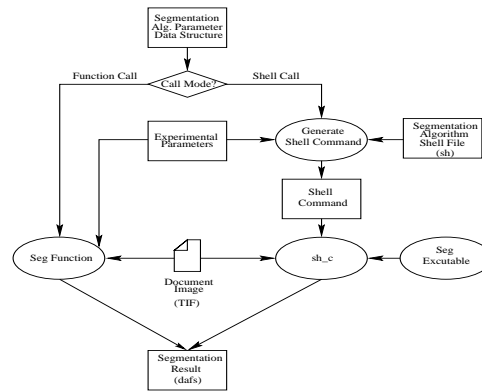 Segmentation
Alg. Parameter
Data Structure
Function Call
Call Mode?
Shell Call
Experimental
Parameters
Generate
Shell Command
Segmentation
Algorithm
Shell File
(sh)
Shell
Command
Seg Function
Document
Image
(TIF)
sh_c
Seg
Excutable
Segmentation
Result
(dafs)